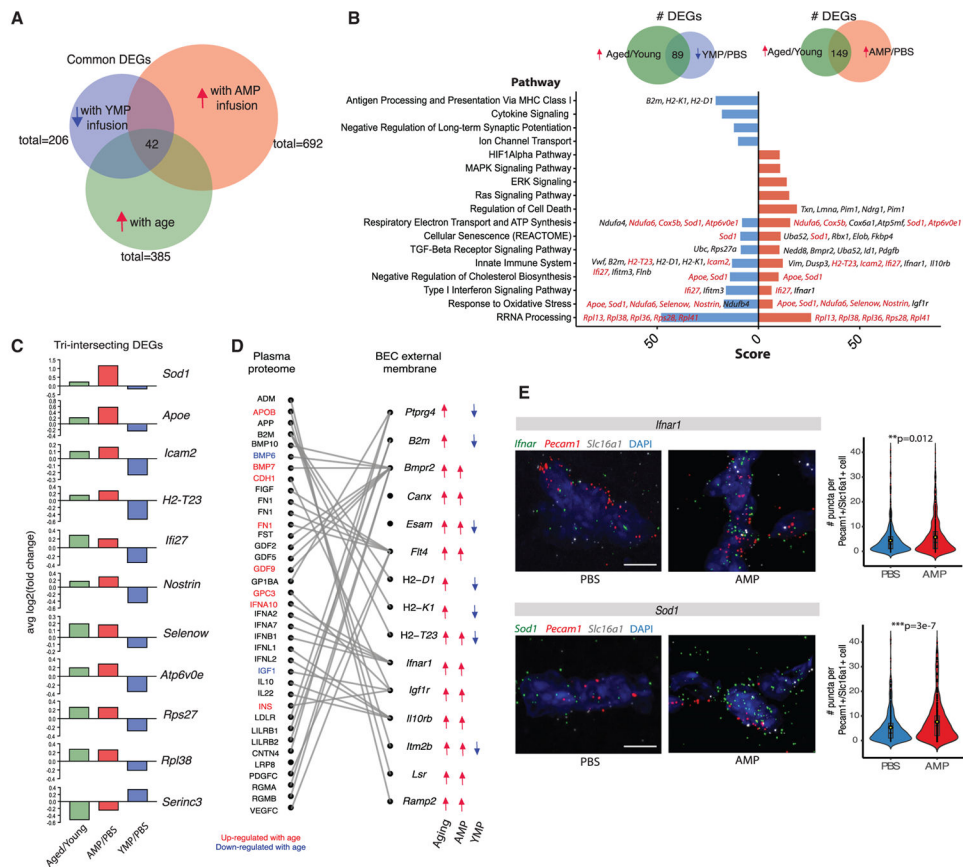 A
Common DEGs
with YMP
infusion
with AMP
infusion
total=206
42
total=692
with age
total=385
B
# DEGs
# DEGs
Aged/Young
89
YMP/PBS
Aged/Young
149
AMP/PBS
Pathway
Antigen Processing and Presentation Via MHC Class I
B2m, H2-K1, H2-D1
Cytokine Signaling
Negative Regulation of Long-term Synaptic Potentiation
Ion Channel Transport
HIF1Alpha Pathway
MAPK Signaling Pathway
ERK Signaling
Ras Signaling Pathway
Regulation of Cell Death
Txn, Lmna, Pim1, Ndrg1, Pim1
Respiratory Electron Transport and ATP Synthesis
Ndufa4, Ndufa6, Cox5b, Sod1, Atp6v0e1
Ndufa6, Cox5b, Cox6a1,Atp5mf, Sod1, Atp6v0e1
Cellular Senescence (REACTOME)
Sod1
Uba52, Sod1, Rbx1, Elob, Fkbp4
TGF-Beta Receptor Signaling Pathway
Ubc, Rps27a
Nedd8, Bmpr2, Uba52, Id1, Pdgfb
Innate Immune System
Vwf, B2m, H2-T23, H2-D1, H2-K1, Icam2,
Ifi27, Ifitm3, Flnb
Vim, Dusp3, H2-T23, Icam2, Ifi27, Ifnar1, Il10rb
Negative Regulation of Cholesterol Biosynthesis
Apoe, Sod1
Apoe, Sod1
Type I Interferon Signaling Pathway
Ifi27, Ifitm3
Ifi27, Ifnar1
Response to Oxidative Stress
Apoe, Sod1, Ndufa6, Selenow, Nostrin, Ndufb4
Apoe, Sod1, Ndufa6, Selenow, Nostrin, Igf1r
RRNA Processing
Rpl13, Rpl38, Rpl36, Rps28, Rpl41
Rpl13, Rpl38, Rpl36, Rps28, Rpl41
50
0
50
Score
C
Tri-intersecting DEGs
avg log2(fold change)
Sod1
Apoe
Icam2
H2-T23
Ifi27
Nostrin
Selenow
Atp6v0e
Rps27
Rpl38
Serinc3
Aged/Young
AMP/PBS
YMP/PBS
D
Plasma
proteome
BEC external
membrane
ADM
APOB
APP
B2M
BMP10
BMP6
BMP7
CDH1
FIGF
FN1
FN1
FN1
FST
GDF2
GDF5
GDF9
GP1BA
GPC3
IFNA10
IFNA2
IFNA7
IFNB1
IFNL1
IFNL2
IGF1
IL10
IL22
INS
LDLR
LILRB1
LILRB2
CNTN4
LRP8
PDGFC
RGMA
RGMB
VEGFC
Ptprg4
B2m
Bmpr2
Canx
Esam
Flt4
H2-D1
H2-K1
H2-T23
Ifnar1
Igf1r
Il10rb
Itm2b
Lsr
Ramp2
Aging
AMP
YMP
Up-regulated with age
Down-regulated with age
E
Ifnar1
Ifnar Pecam1 Slc16a1 DAPI
PBS
AMP
**p=0.012
# puncta per
Pecam1+/Slc16a1+ cell
40
30
20
10
0
PBS AMP
Sod1
Sod1 Pecam1 Slc16a1 DAPI
PBS
AMP
***p=3e-7
# puncta per
Pecam1+/Slc16a1+ cell
40
30
20
10
0
PBS AMP